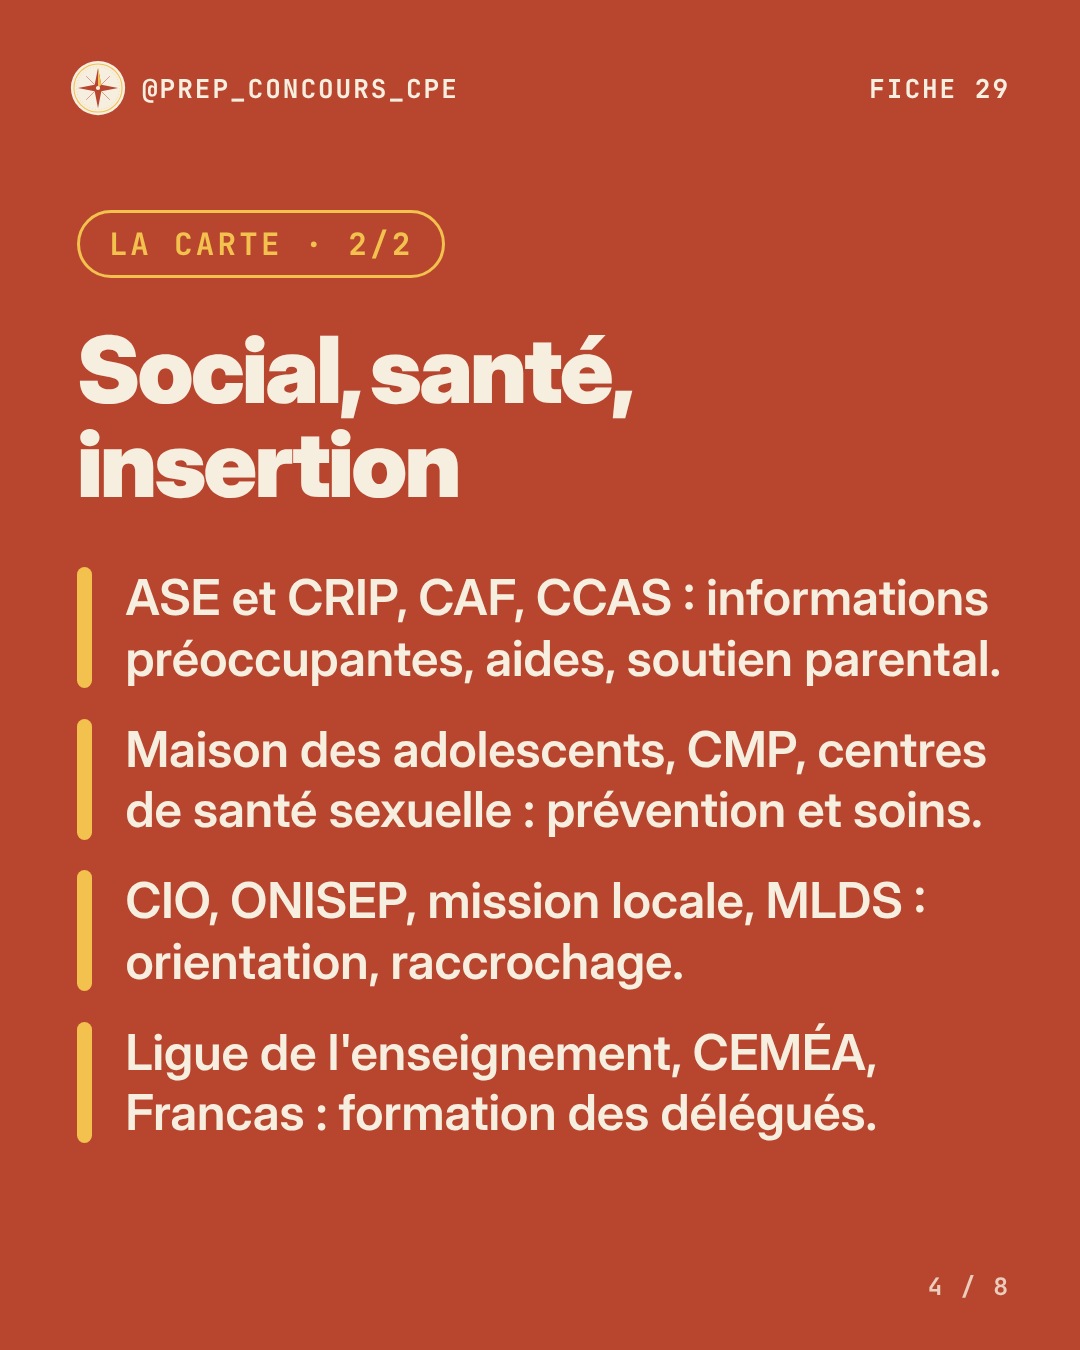 @PREP_CONCOURS_CPE
FICHE 29
LA CARTE · 2/2
Social, santé,
insertion
ASE et CRIP, CAF, CCAS : informations
préoccupantes, aides, soutien parental.
Maison des adolescents, CMP, centres
de santé sexuelle : prévention et soins.
CIO, ONISEP, mission locale, MLDS :
orientation, raccrochage.
Ligue de l'enseignement, CEMÉA,
Francas : formation des délégués.
4 / 8